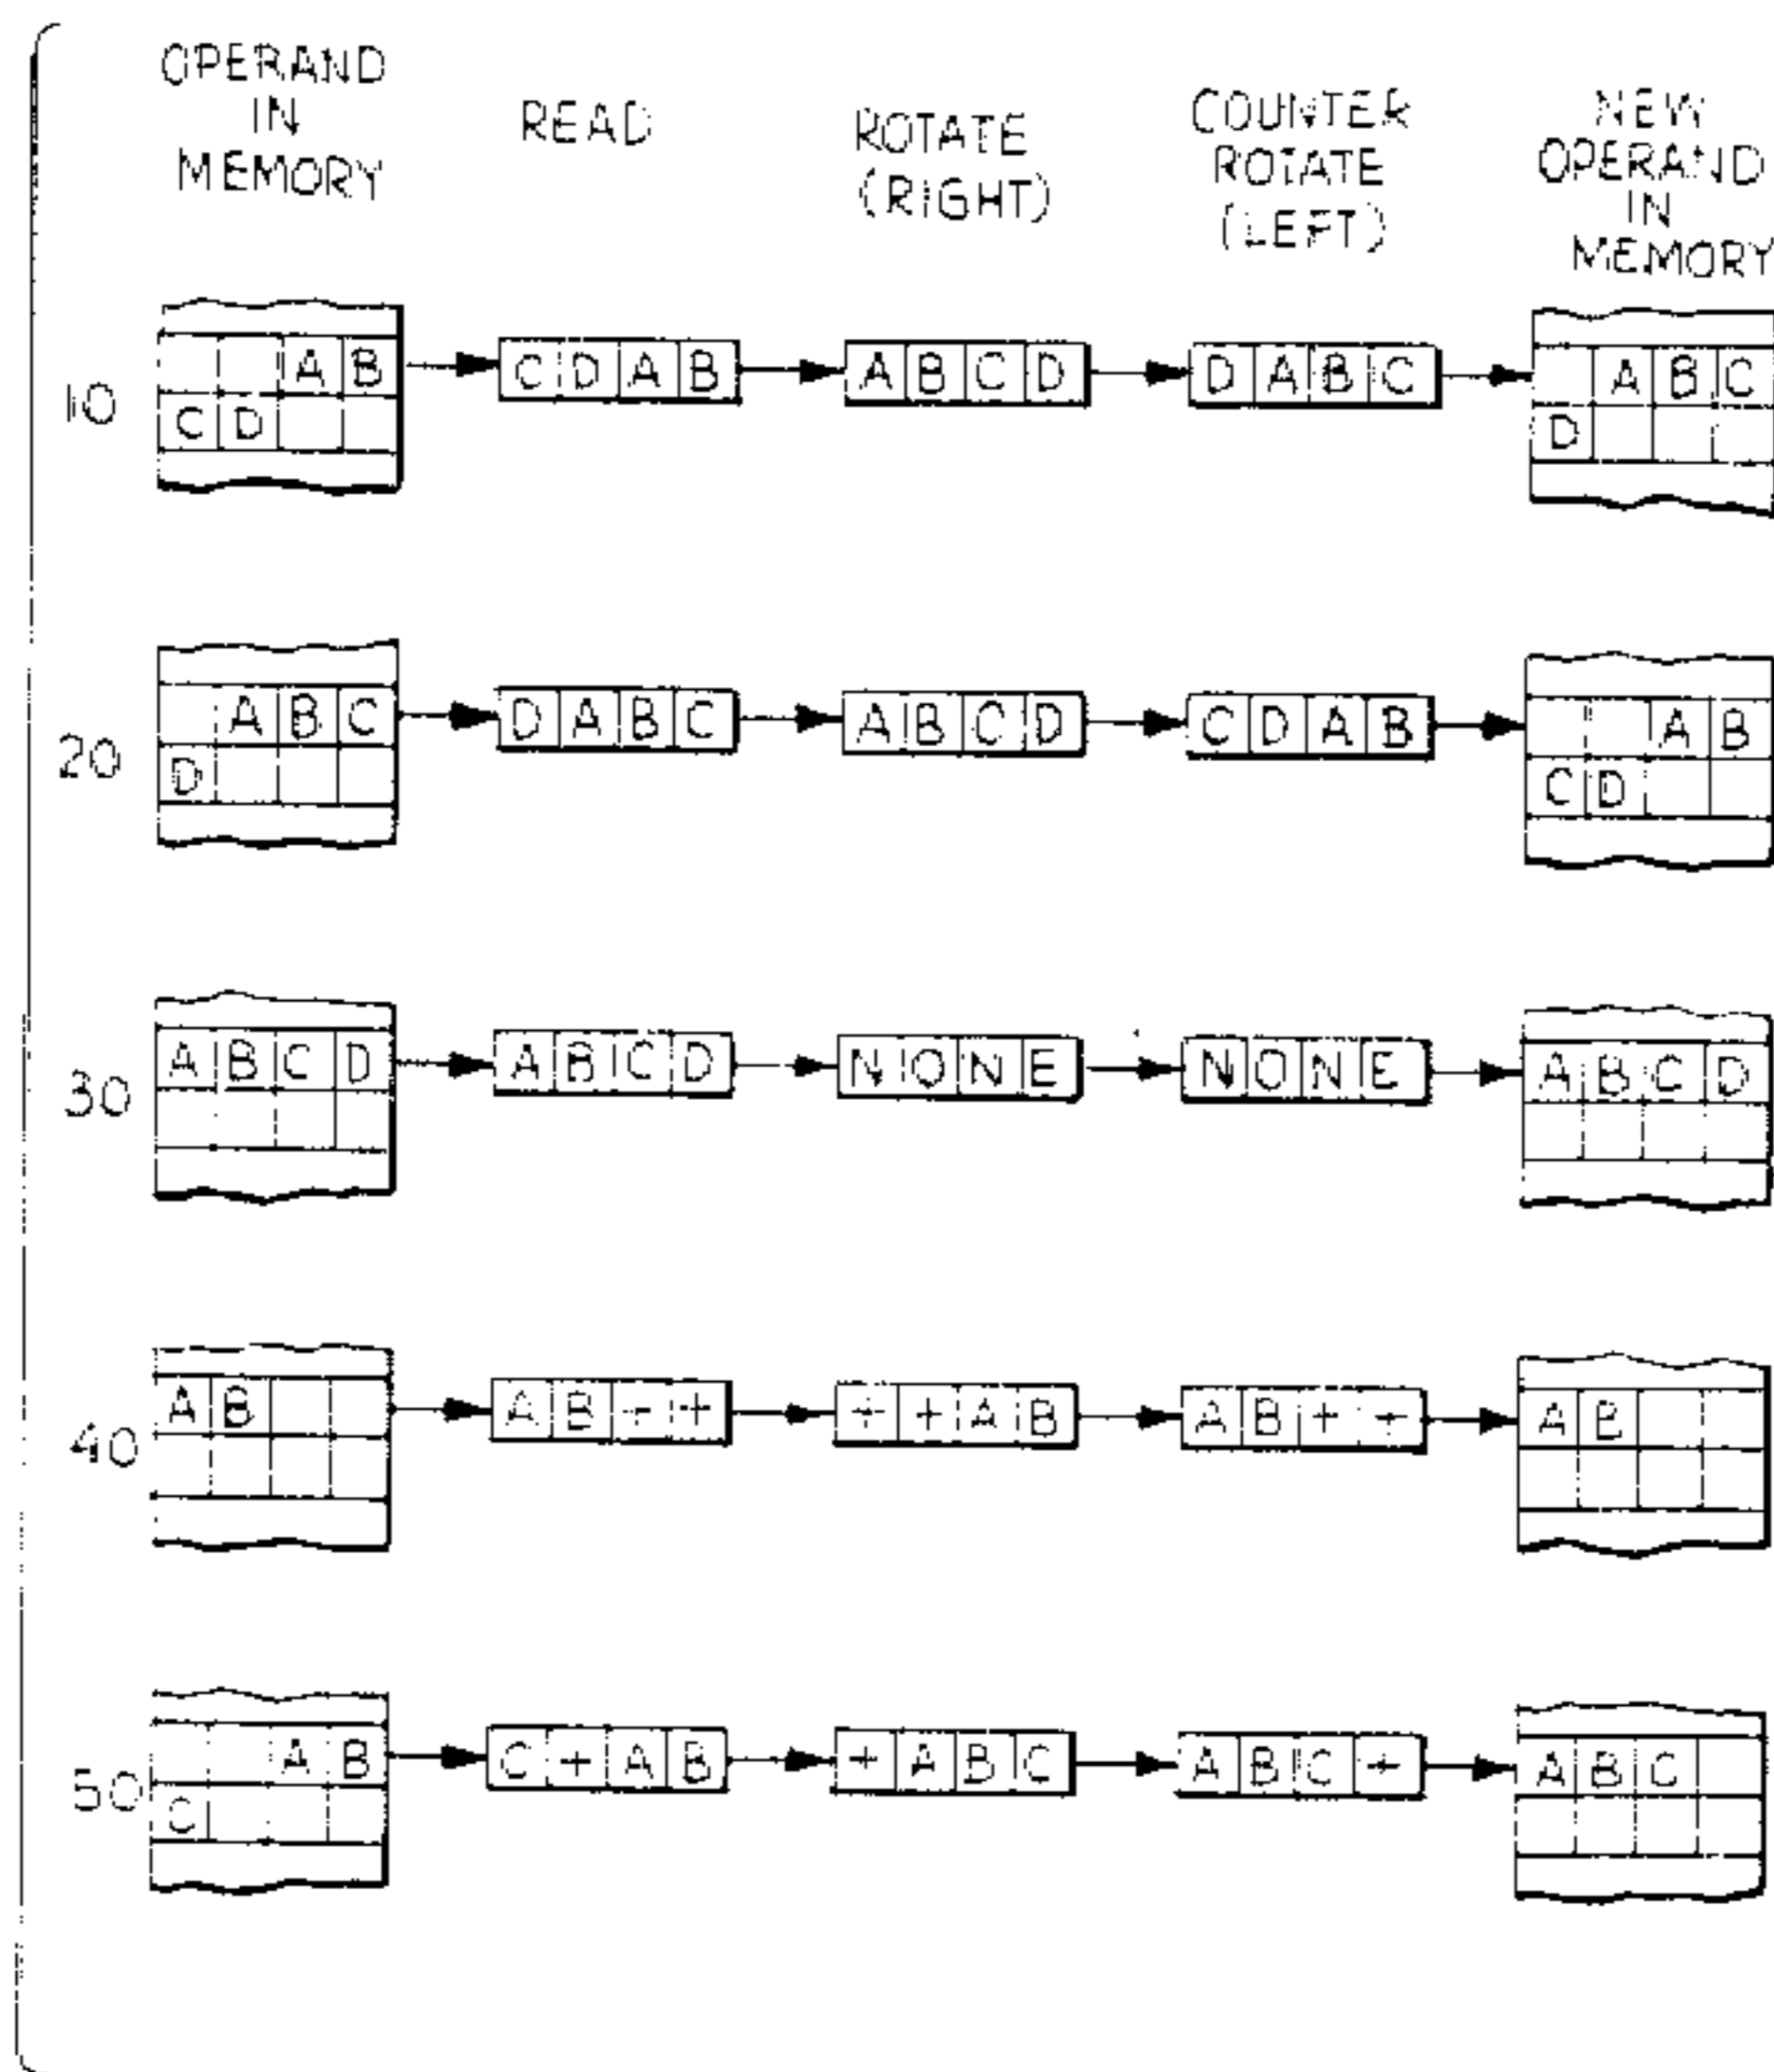 OPERAND
IN
MEMORY
READ
ROTATE
(RIGHT)
COUNTER
ROTATE
(LEFT)
NEW
OPERAND
IN
MEMORY
10
A B
C D
C D A B
A B C D
D A B C
A B C
D
20
A B C
D
D A B C
A B C D
C D A B
A B
C D
30
A B C D
A B C D
N O N E
N O N E
A B C D
40
A B
A B + +
+ + A B
A B + +
A B
50
A B
C
C + A B
+ A B C
A B C +
A B C